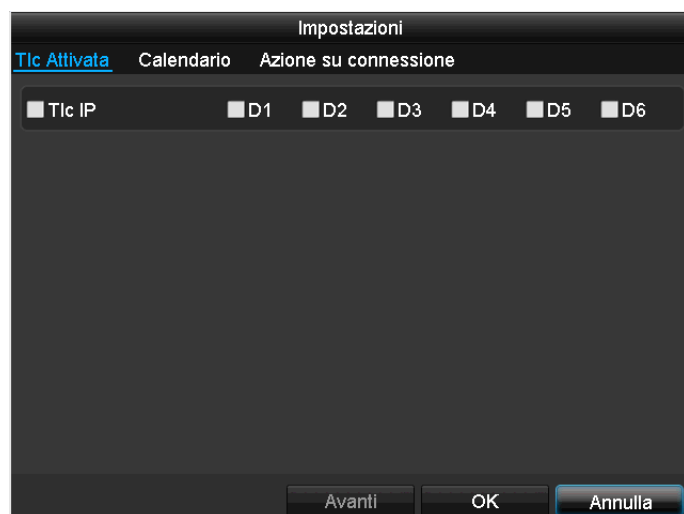 Impostazioni
Tlc Attivata Calendario Azione su connessione
Tlc IP D1 D2 D3 D4 D5 D6
Avanti OK Annulla